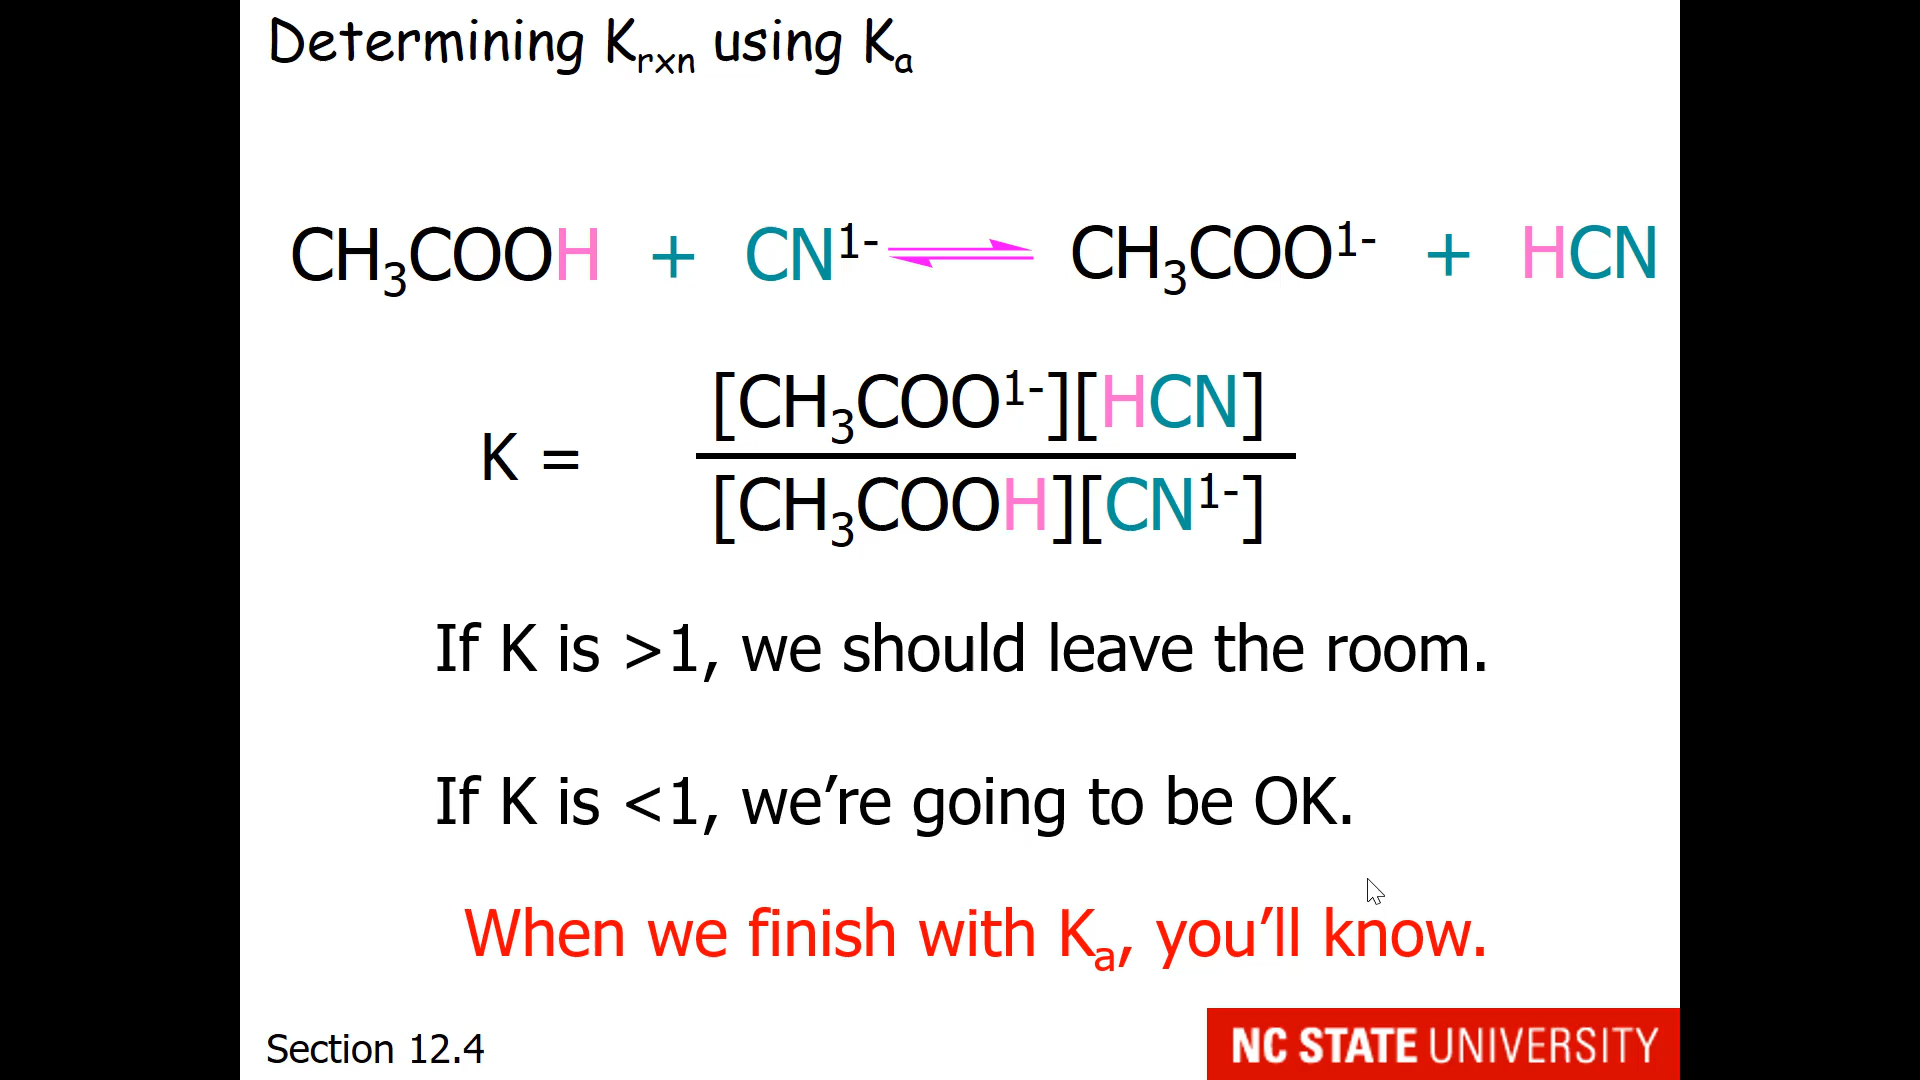 Determining Krxn using Ka
CH3COOH + CN1- ⇌ CH3COO1- + HCN
[CH3COO1-][HCN]
K =
[CH3COOH][CN1-]
If K is >1, we should leave the room.
If K is <1, we’re going to be OK.
When we finish with Ka, you’ll know.
Section 12.4
NC STATE UNIVERSITY